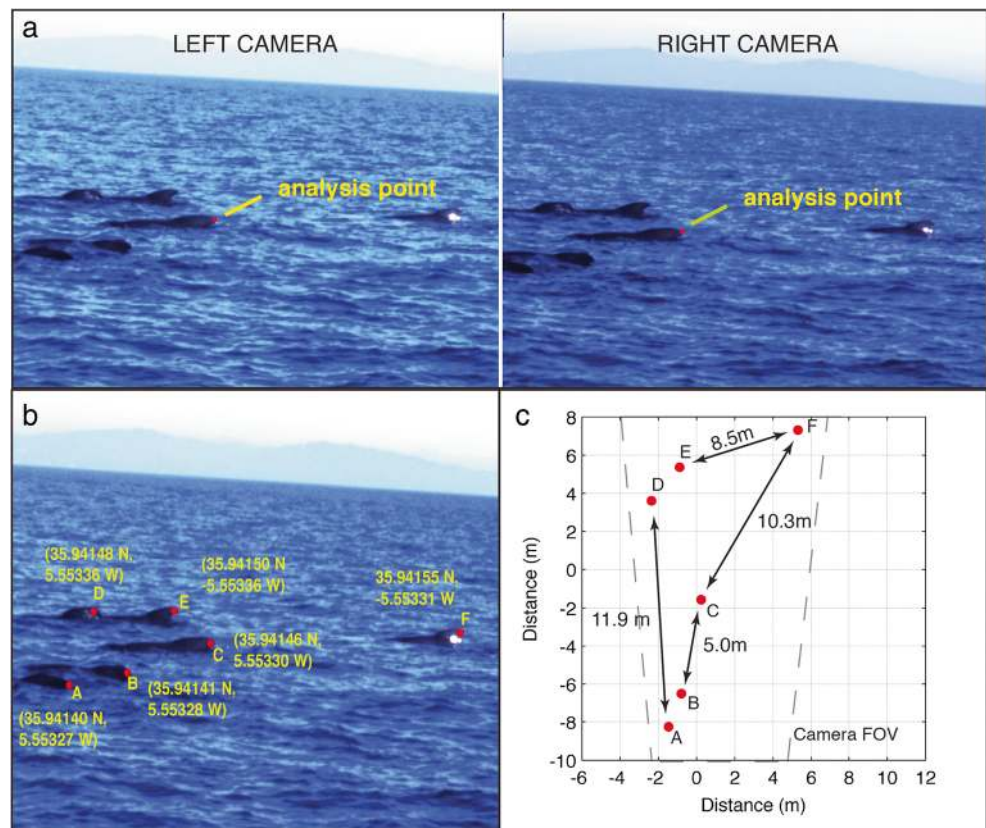 a
LEFT CAMERA
RIGHT CAMERA
analysis point
analysis point
b
(35.94148 N,
5.55336 W)
D
(35.94150 N
-5.55336 W)
E
35.94155 N,
-5.55331 W
F
C
(35.94146 N,
5.55330 W)
A
B
(35.94141 N,
5.55328 W)
(35.94140 N,
5.55327 W)
c
8
6
4
2
0
-2
-4
-6
-8
-10
Distance (m)
F
8.5m
E
D
10.3m
C
11.9 m
5.0m
B
A
Camera FOV
-6 -4 -2 0 2 4 6 8 10 12
Distance (m)